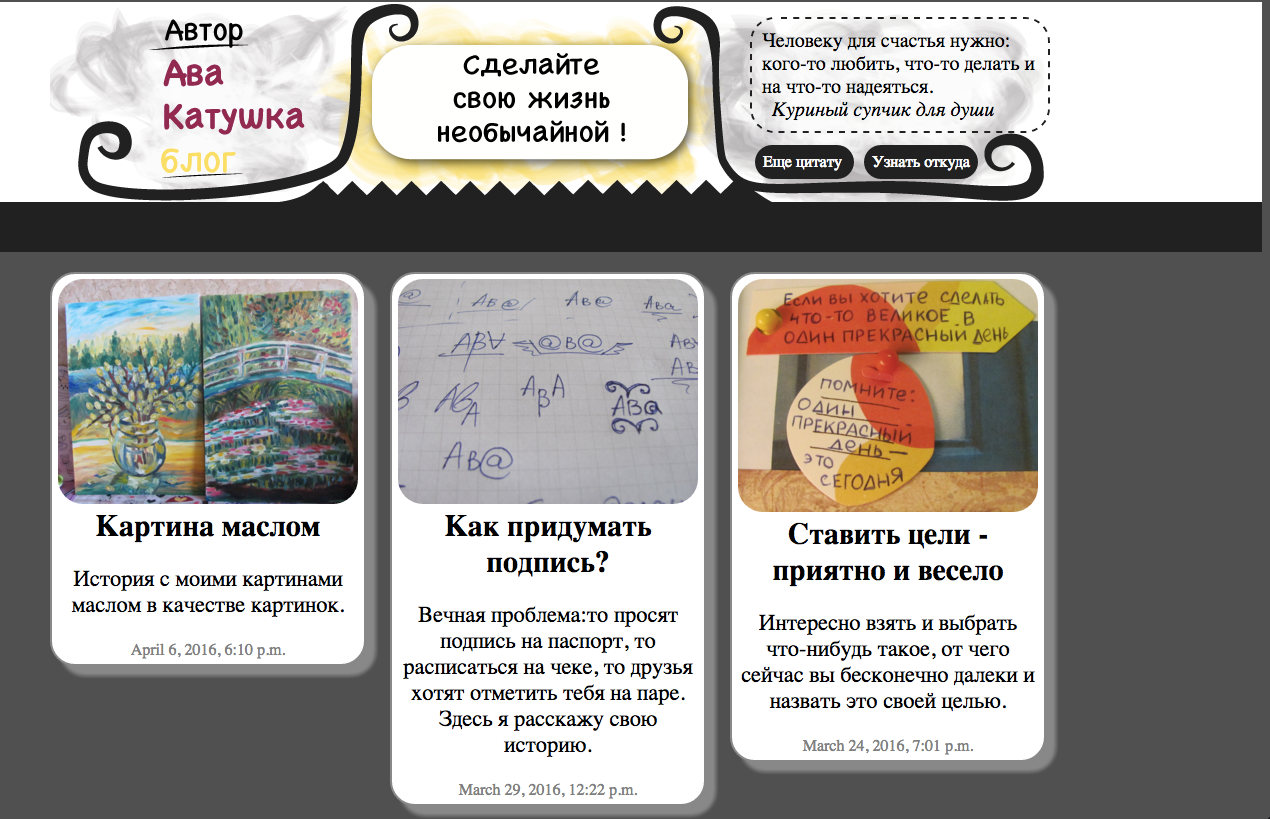 Автор
Ава
Катушка
блог
Сделайте
свою жизнь
необычайной !
Человеку для счастья нужно:
кого-то любить, что-то делать и
на что-то надеяться.
Куриный супчик для души
Еще цитату
Узнать откуда
Картина маслом
История с моими картинами
маслом в качестве картинок.
April 6, 2016, 6:10 p.m.
Ав@
Ав@
Ава
АВ@
Ав@
Как придумать
подпись?
Вечная проблема:то просят
подпись на паспорт, то
расписаться на чеке, то друзья
хотят отметить тебя на паре.
Здесь я расскажу свою
историю.
March 29, 2016, 12:22 p.m.
Если вы хотите сделать
что-то великое в
один прекрасный день
помните:
один
прекрасный
день —
это
сегодня
Ставить цели -
приятно и весело
Интересно взять и выбрать
что-нибудь такое, от чего
сейчас вы бесконечно далеки и
назвать это своей целью.
March 24, 2016, 7:01 p.m.